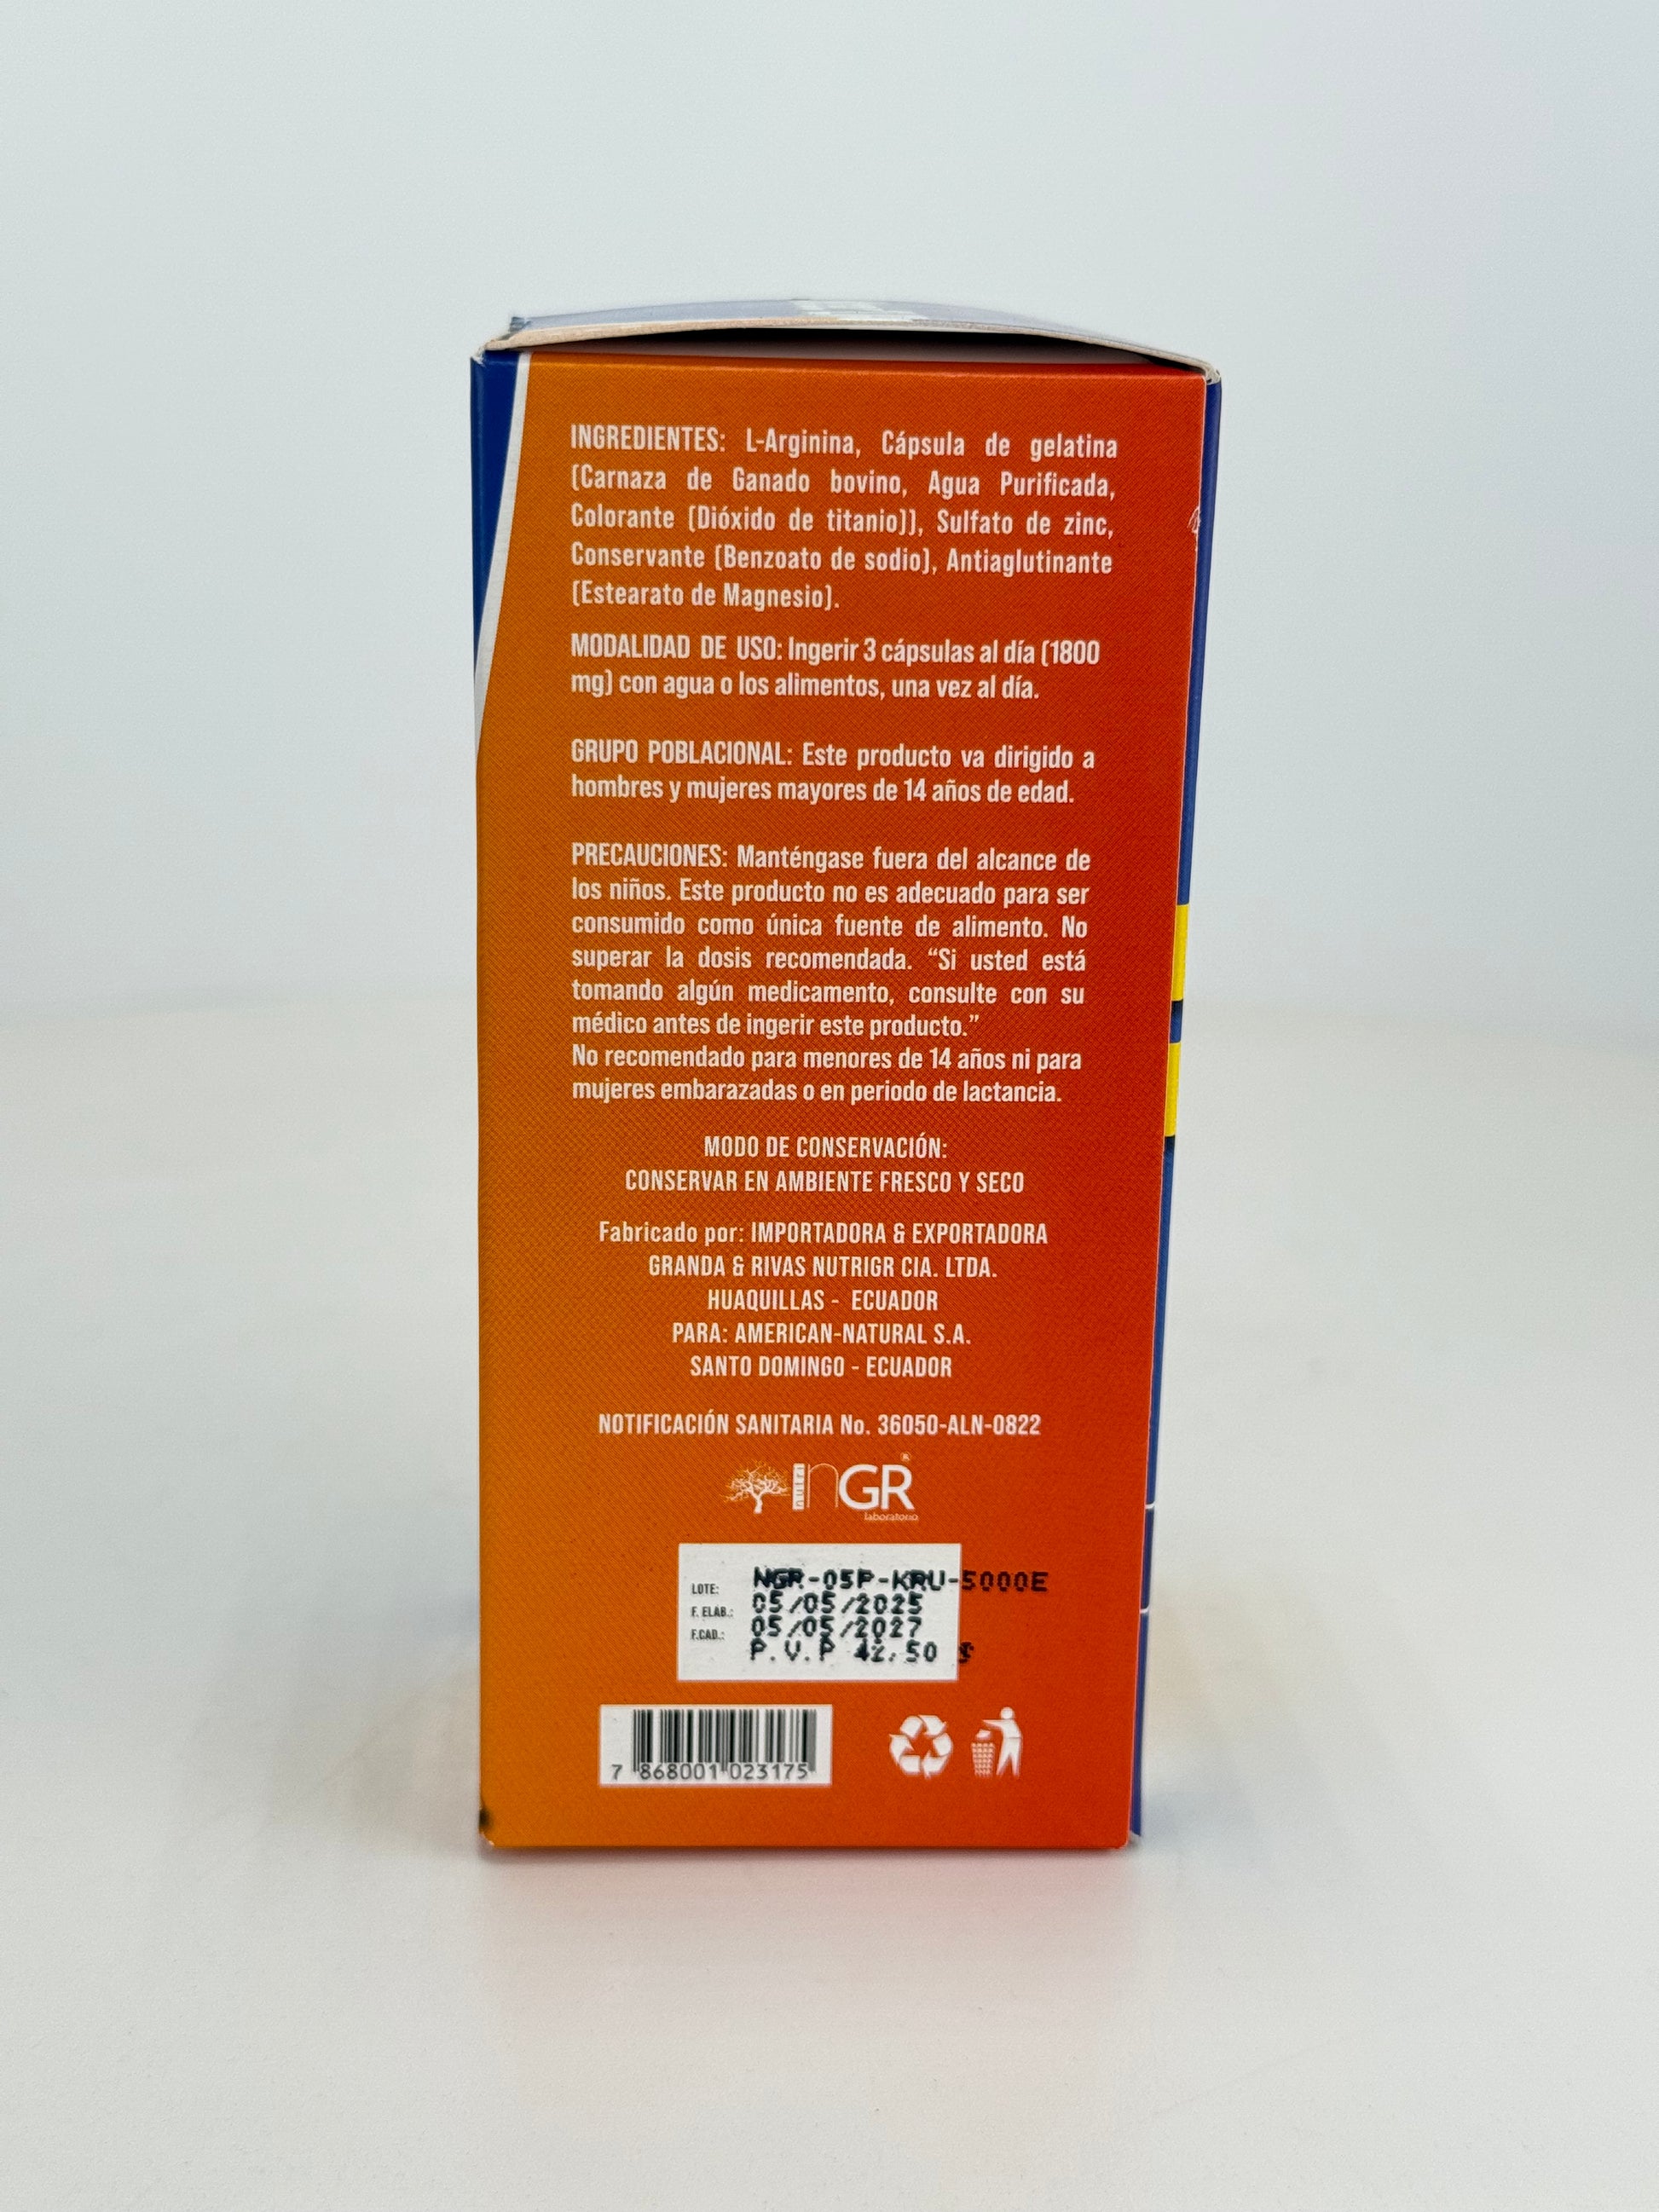 INGREDIENTES: L-Arginina, Cápsula de gelatina
(Carnaza de Ganado bovino, Agua Purificada,
Colorante (Dióxido de titanio)), Sulfato de zinc,
Conservante (Benzoato de sodio), Antiaglutinante
(Estearato de Magnesio).
MODALIDAD DE USO: Ingerir 3 cápsulas al día (1800
mg) con agua o los alimentos, una vez al día.
GRUPO POBLACIONAL: Este producto va dirigido a
hombres y mujeres mayores de 14 años de edad.
PRECAUCIONES: Manténgase fuera del alcance de
los niños. Este producto no es adecuado para ser
consumido como única fuente de alimento. No
superar la dosis recomendada. “Si usted está
tomando algún medicamento, consulte con su
médico antes de ingerir este producto.”
No recomendado para menores de 14 años ni para
mujeres embarazadas o en periodo de lactancia.
MODO DE CONSERVACIÓN:
CONSERVAR EN AMBIENTE FRESCO Y SECO
Fabricado por: IMPORTADORA & EXPORTADORA
GRANDA & RIVAS NUTRIGR CIA. LTDA.
HUAQUILLAS - ECUADOR
PARA: AMERICAN-NATURAL S.A.
SANTO DOMINGO - ECUADOR
NOTIFICACIÓN SANITARIA No. 36050-ALN-0822
nutri nGR®
laboratorio
LOTE: NGR-05P-KRU-5000E
F. ELAB.: 05/05/2025
F.CAD.: 05/05/2027
P.V.P 42.50
7 868001 023175